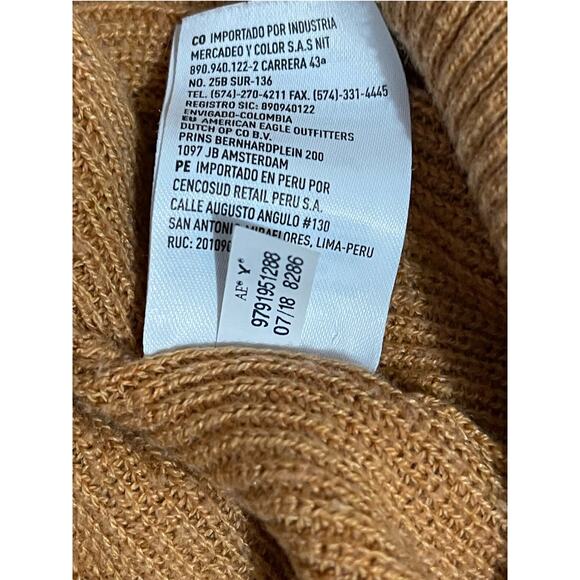 CO IMPORTADO POR INDUSTRIA
MERCADEO Y COLOR S.A.S NIT
890.940.122-2 CARRERA 43ª
NO. 25B SUR-136
TEL. (574)-270-4211 FAX. (574)-331-4445
REGISTRO SIC: 890940122
ENVIGADO-COLOMBIA
EU AMERICAN EAGLE OUTFITTERS
DUTCH OP CO B.V.
PRINS BERNHARDPLEIN 200
1097 JB AMSTERDAM
PE IMPORTADO EN PERU POR
CENCOSUD RETAIL PERU S.A.
CALLE AUGUSTO ANGULO #130
SAN ANTONIO MIRAFLORES, LIMA-PERU
RUC:
AE* Y*
9791951288
07/18 8286